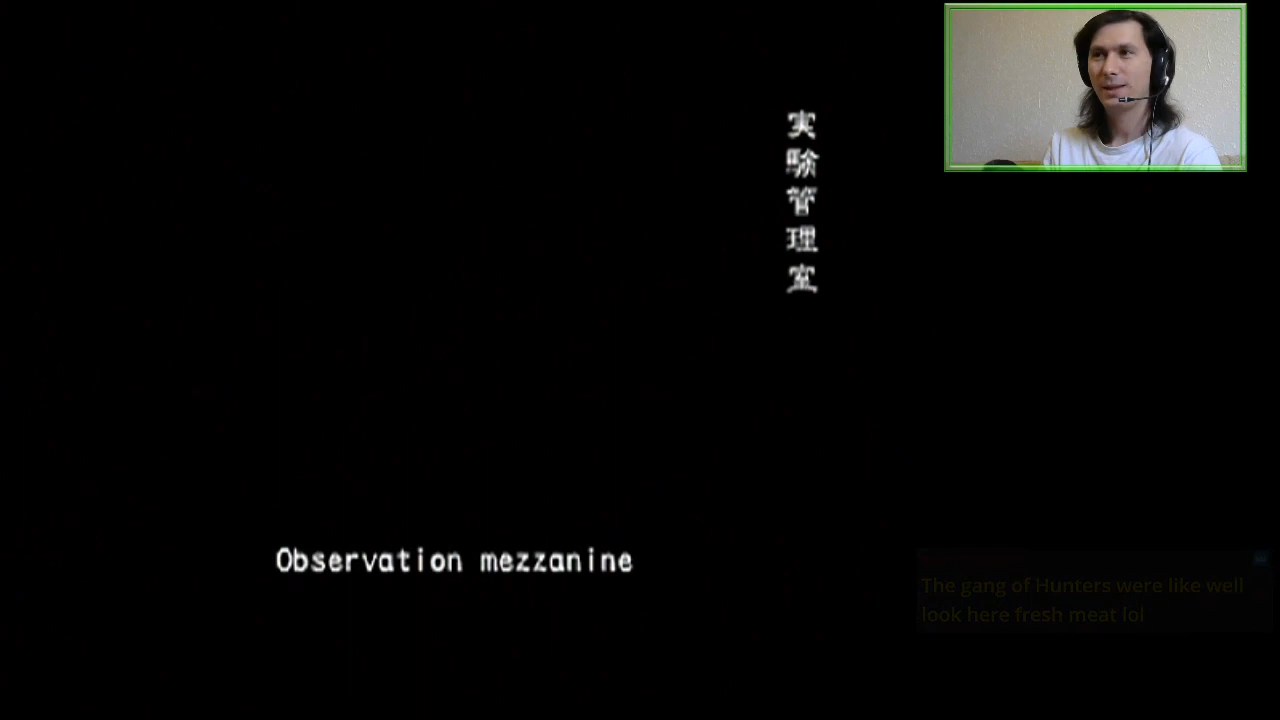 実験管理室
Observation mezzanine
The gang of Hunters were like well
look here fresh meat lol